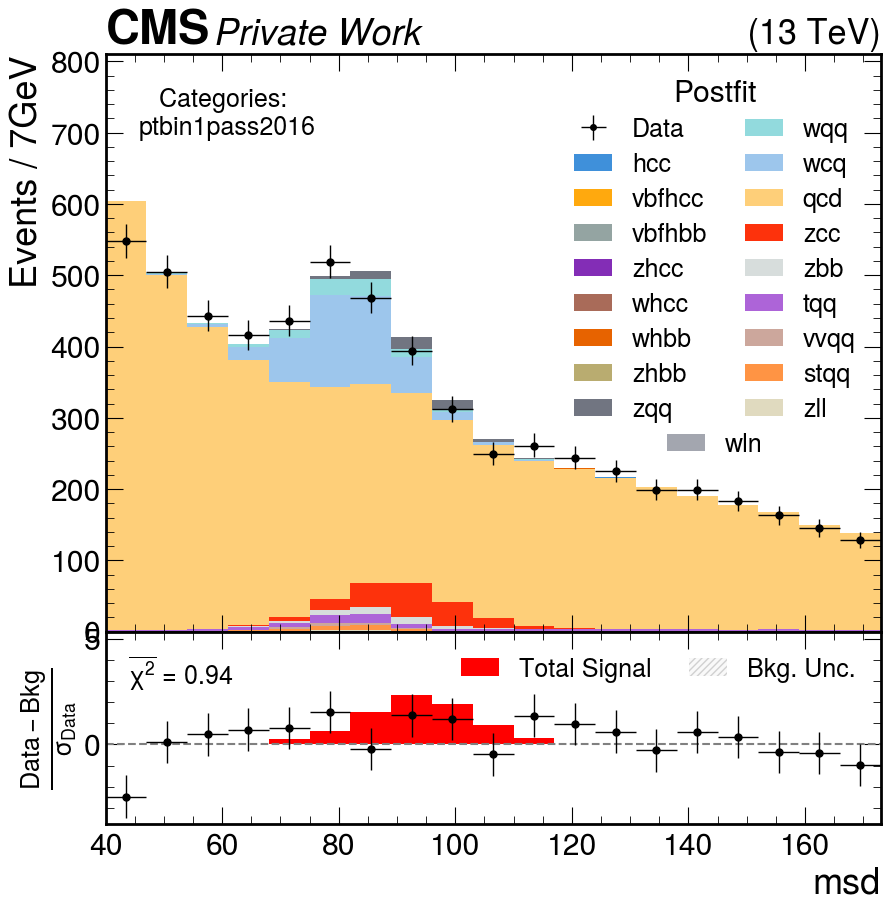 CMS Private Work (13 TeV)
Events / 7GeV
800
700
600
500
400
300
200
100
0
Categories:
ptbin1pass2016
Postfit
Data
hcc
vbfhcc
vbfhbb
zhcc
whcc
whbb
zhbb
zqq
wqq
wcq
qcd
zcc
zbb
tqq
vvqq
stqq
zll
wln
Data – Bkg
σData
5
0
χ² = 0.94
Total Signal
Bkg. Unc.
40 60 80 100 120 140 160
msd